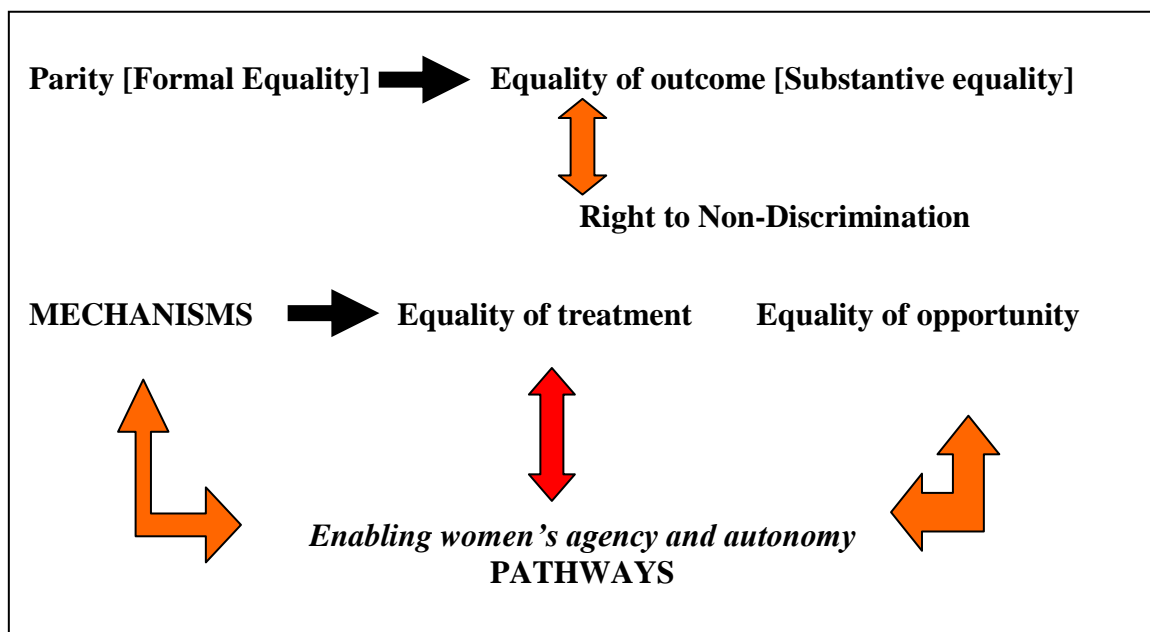 Parity [Formal Equality] Equality of outcome [Substantive equality]
Right to Non-Discrimination
MECHANISMS Equality of treatment Equality of opportunity
Enabling women’s agency and autonomy
PATHWAYS